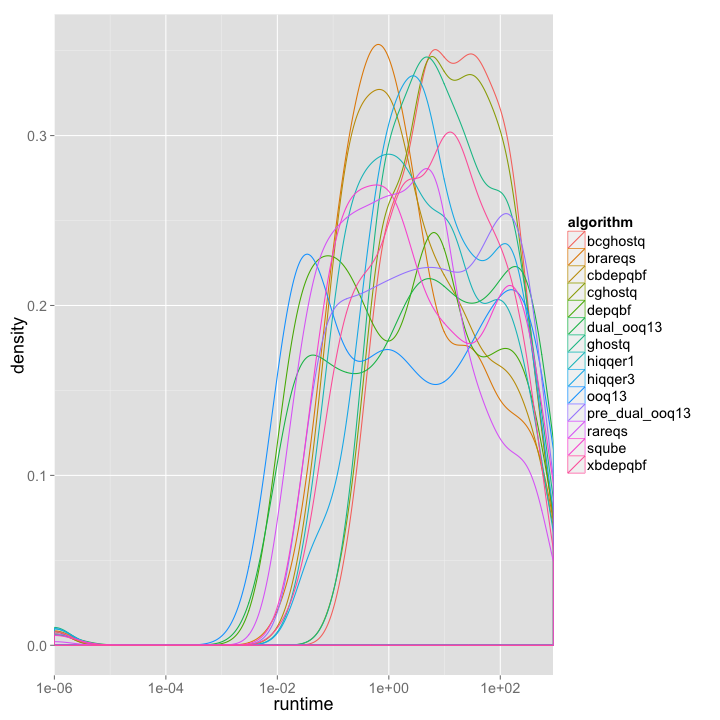 density
0.3
0.2
0.1
0.0
1e-06 1e-04 1e-02 1e+00 1e+02
runtime
algorithm
bcghostq
brareqs
cbdepqbf
cghostq
depqbf
dual_ooq13
ghostq
hiqqer1
hiqqer3
ooq13
pre_dual_ooq13
rareqs
sqube
xbdepqbf